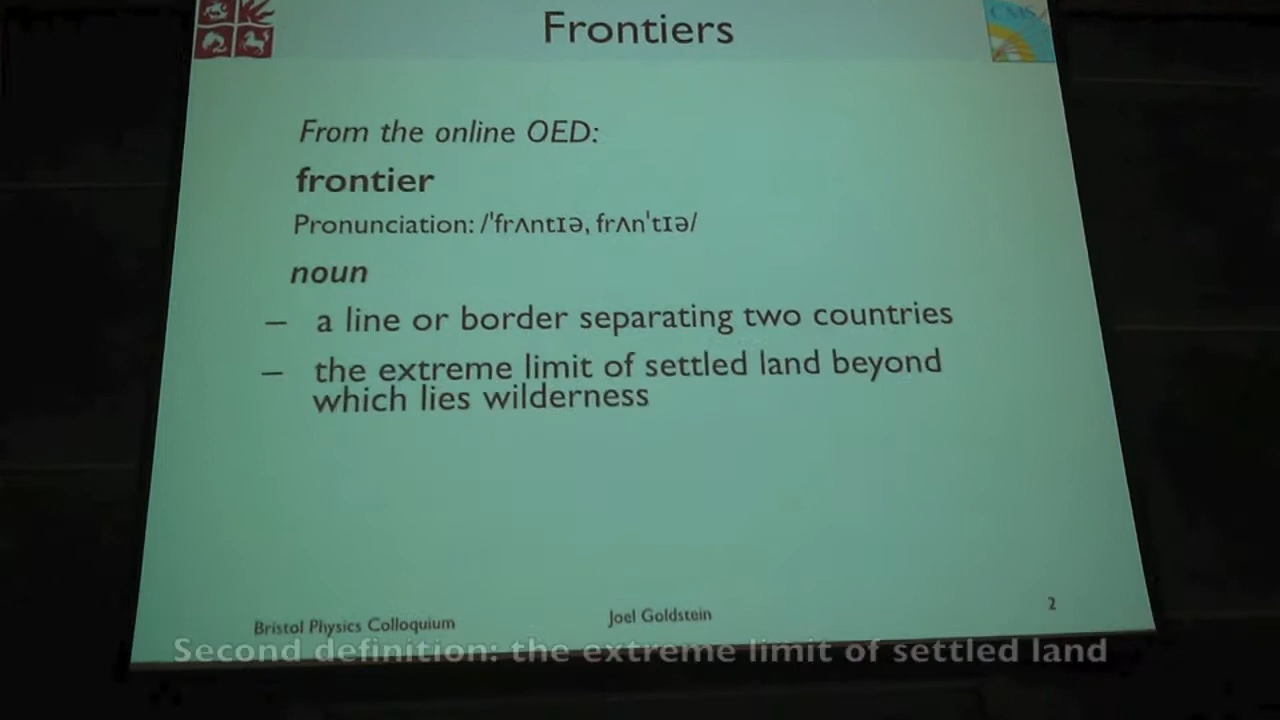 Frontiers
CMS
From the online OED:
frontier
Pronunciation: /ˈfrʌntɪə, frʌnˈtɪə/
noun
– a line or border separating two countries
– the extreme limit of settled land beyond
which lies wilderness
2
Joel Goldstein
Bristol Physics Colloquium
Second definition: the extreme limit of settled land